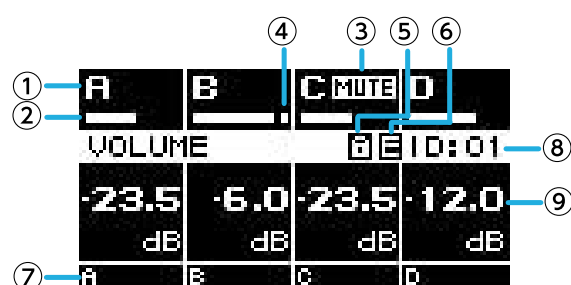 ④ ③ ⑤ ⑥
① A B C MUTE D
②
VOLUME E ID:01 ⑧
-23.5 -6.0 -23.5 -12.0 ⑨
dB dB dB dB
⑦ A B C D